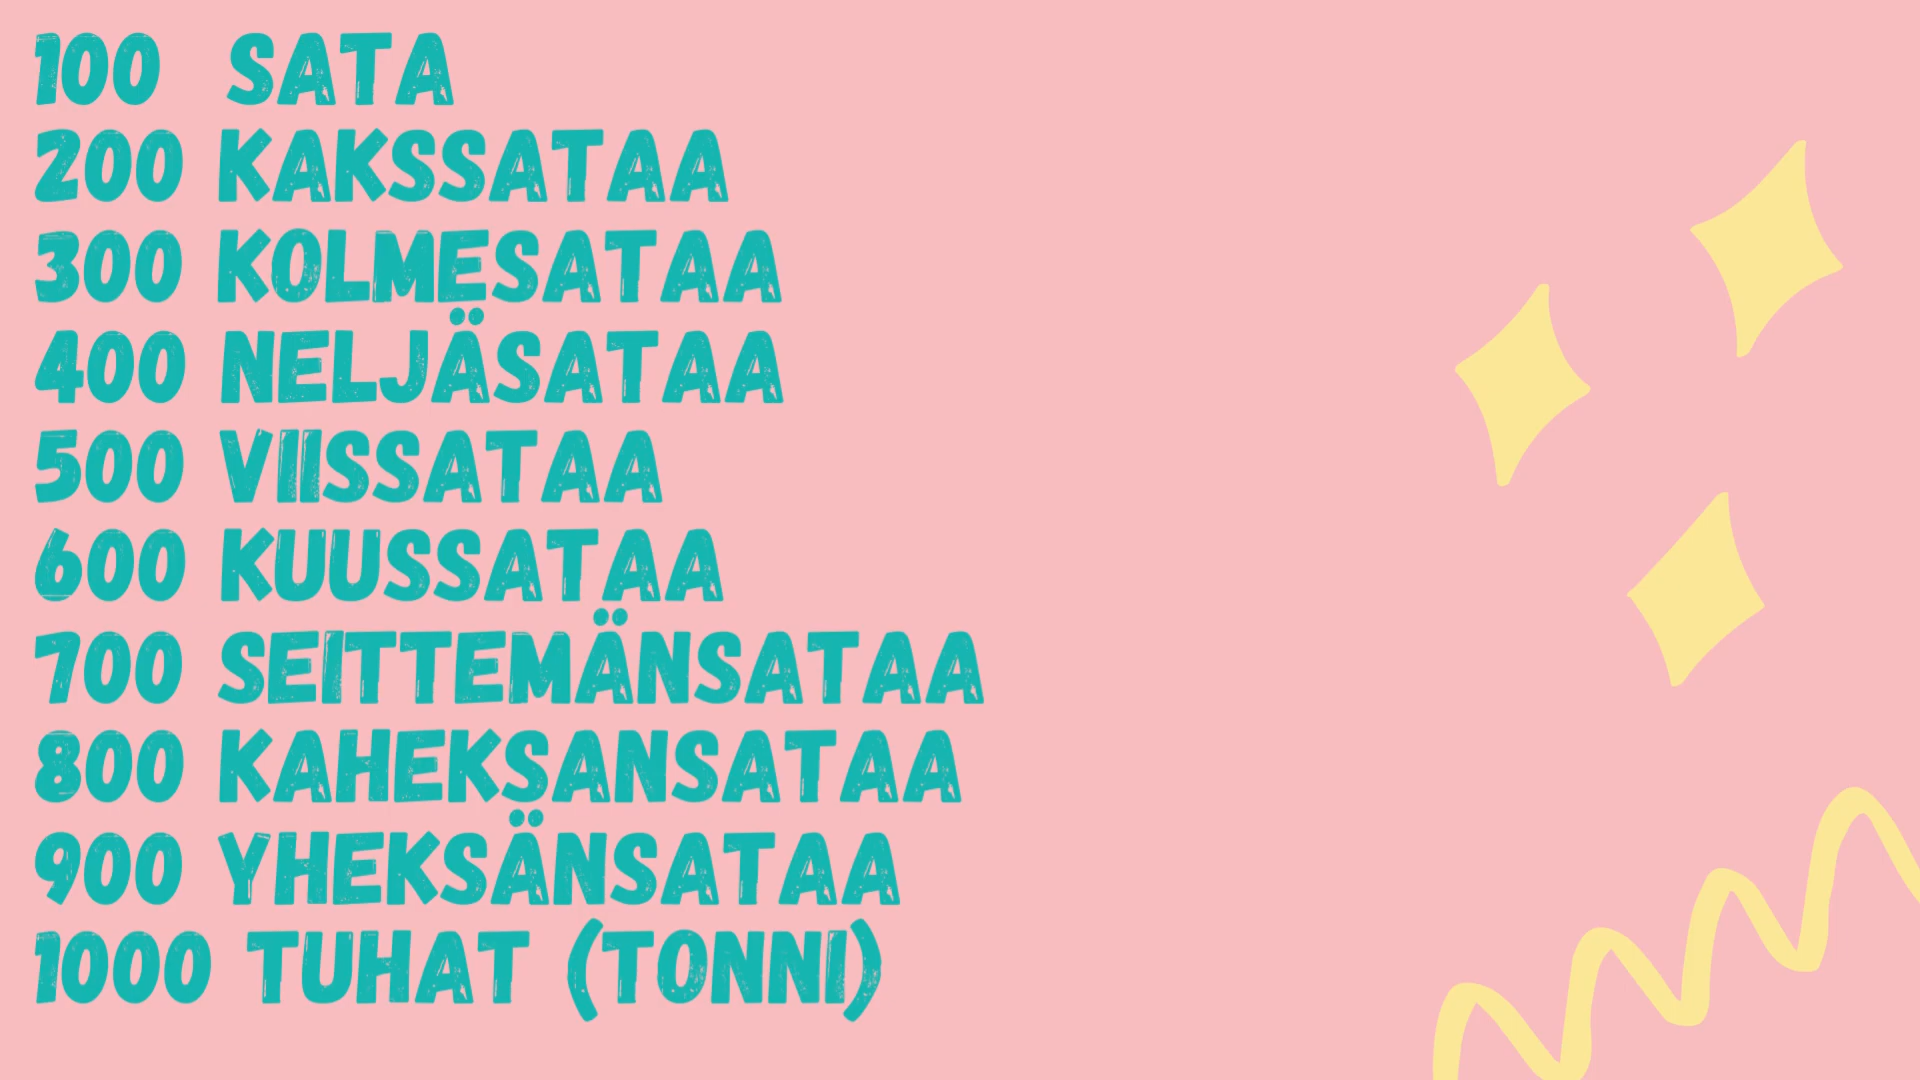 100 SATA
200 KAKSSATAA
300 KOLMESATAA
400 NELJÄSATAA
500 VIISSATAA
600 KUUSSATAA
700 SEITTEMÄNSATAA
800 KAHEKSANSATAA
900 YHEKSÄNSATAA
1000 TUHAT (TONNI)